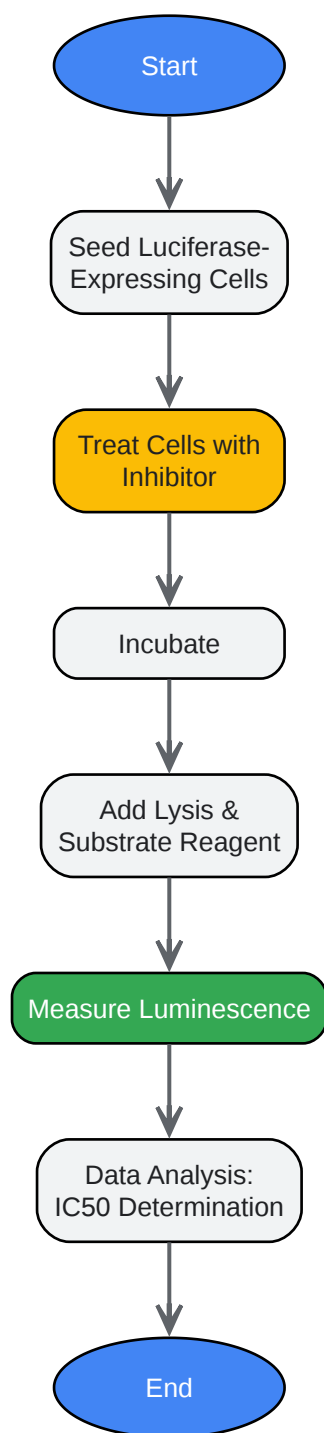 Start
Seed Luciferase-
Expressing Cells
Treat Cells with
Inhibitor
Incubate
Add Lysis &
Substrate Reagent
Measure Luminescence
Data Analysis:
IC50 Determination
End